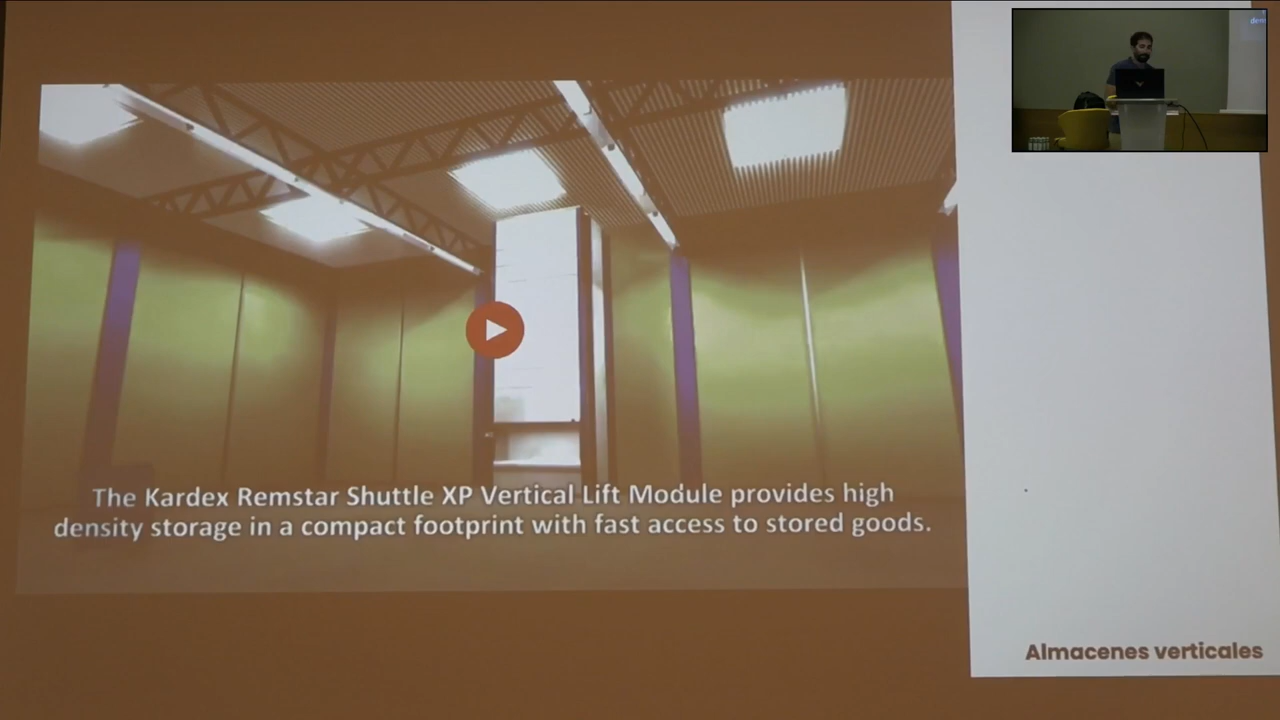 The Kardex Remstar Shuttle XP Vertical Lift Module provides high
density storage in a compact footprint with fast access to stored goods.
Almacenes verticales